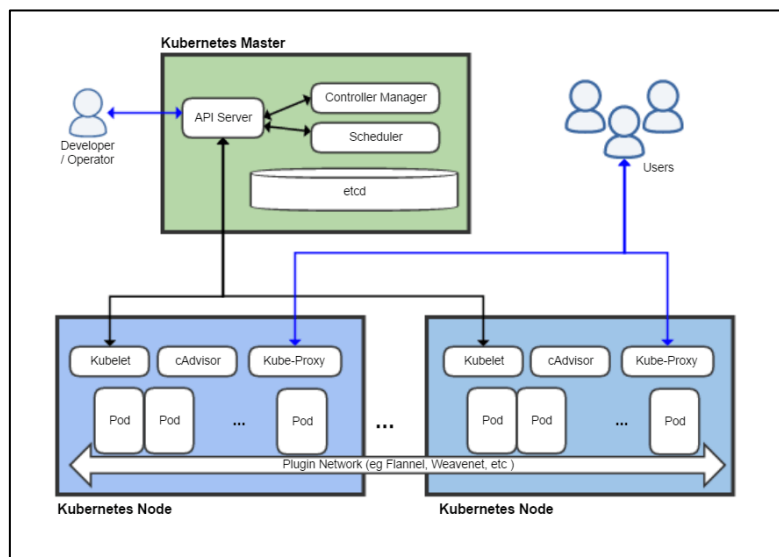 Kubernetes Master
API Server
Controller Manager
Scheduler
etcd
Developer
/ Operator
Users
Kubelet
cAdvisor
Kube-Proxy
Pod
Pod
...
Pod
...
Kubelet
cAdvisor
Kube-Proxy
Pod
Pod
...
Pod
Plugin Network (eg Flannel, Weavenet, etc )
Kubernetes Node
Kubernetes Node